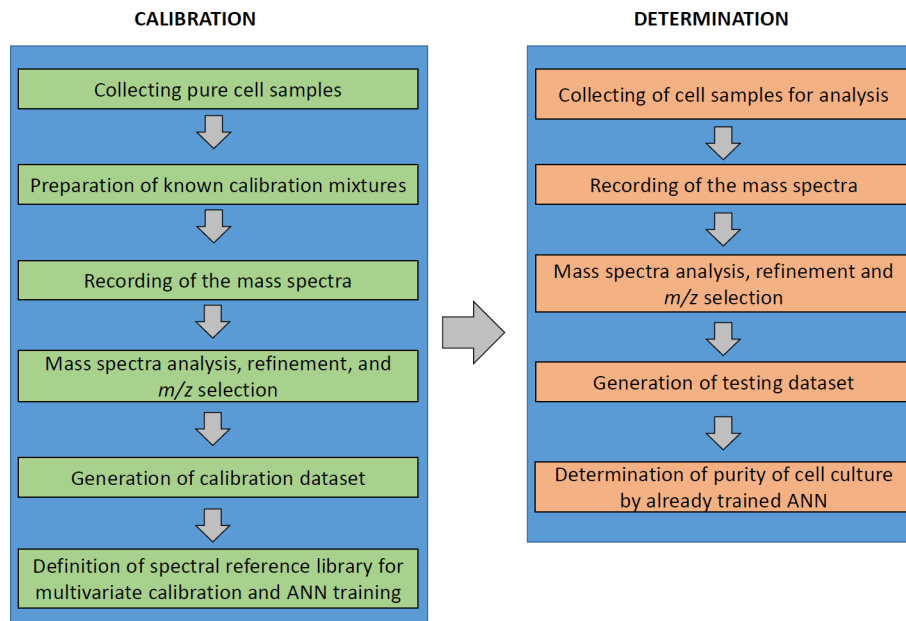 CALIBRATION
Collecting pure cell samples
Preparation of known calibration mixtures
Recording of the mass spectra
Mass spectra analysis, refinement, and
m/z selection
Generation of calibration dataset
Definition of spectral reference library for
multivariate calibration and ANN training
DETERMINATION
Collecting of cell samples for analysis
Recording of the mass spectra
Mass spectra analysis, refinement and
m/z selection
Generation of testing dataset
Determination of purity of cell culture
by already trained ANN